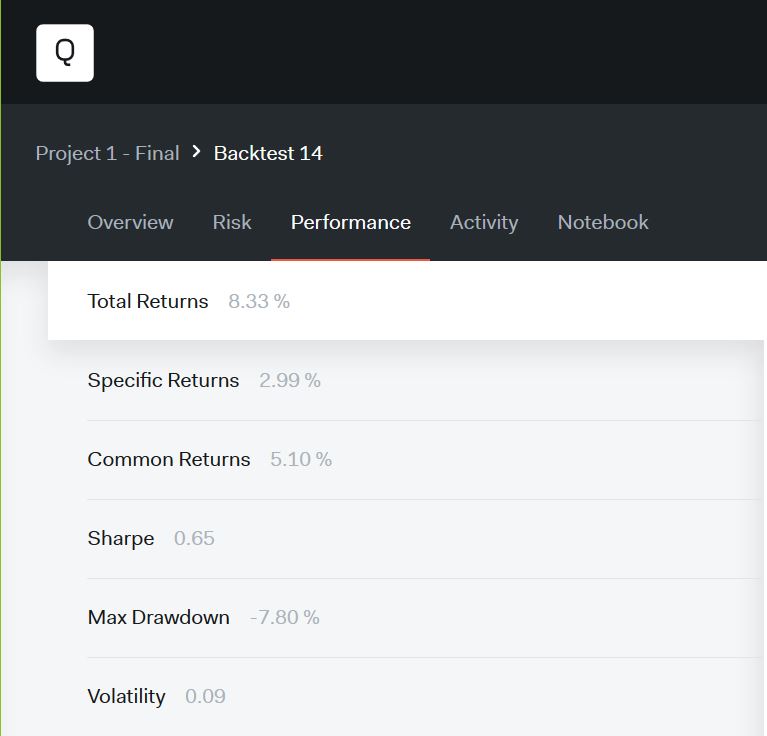 Q
Project 1 - Final > Backtest 14
Overview Risk Performance Activity Notebook
Total Returns 8.33 %
Specific Returns 2.99 %
Common Returns 5.10 %
Sharpe 0.65
Max Drawdown -7.80 %
Volatility 0.09